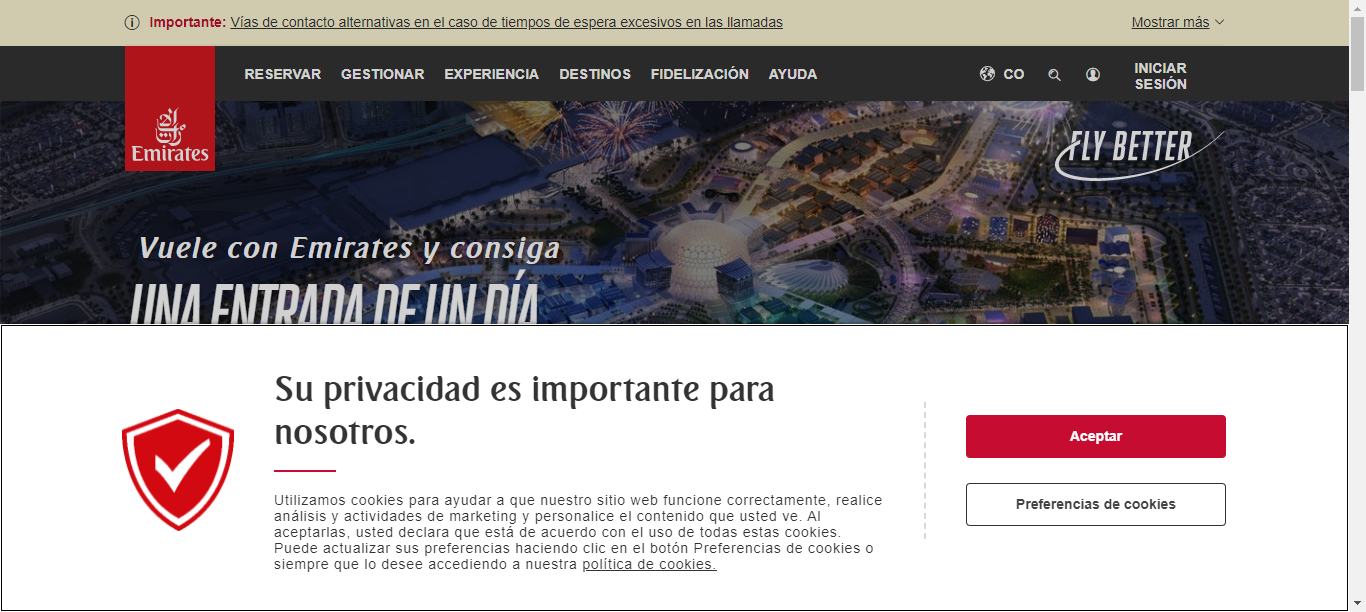 Importante: Vías de contacto alternativas en el caso de tiempos de espera excesivos en las llamadas
Mostrar más
RESERVAR GESTIONAR EXPERIENCIA DESTINOS FIDELIZACIÓN AYUDA
CO
INICIAR
SESIÓN
Emirates
FLY BETTER
Vuele con Emirates y consiga
UNA ENTRADA DE UN DÍA
Su privacidad es importante para
nosotros.
Utilizamos cookies para ayudar a que nuestro sitio web funcione correctamente, realice
análisis y actividades de marketing y personalice el contenido que usted ve. Al
aceptarlas, usted declara que está de acuerdo con el uso de todas estas cookies.
Puede actualizar sus preferencias haciendo clic en el botón Preferencias de cookies o
siempre que lo desee accediendo a nuestra política de cookies.
Aceptar
Preferencias de cookies